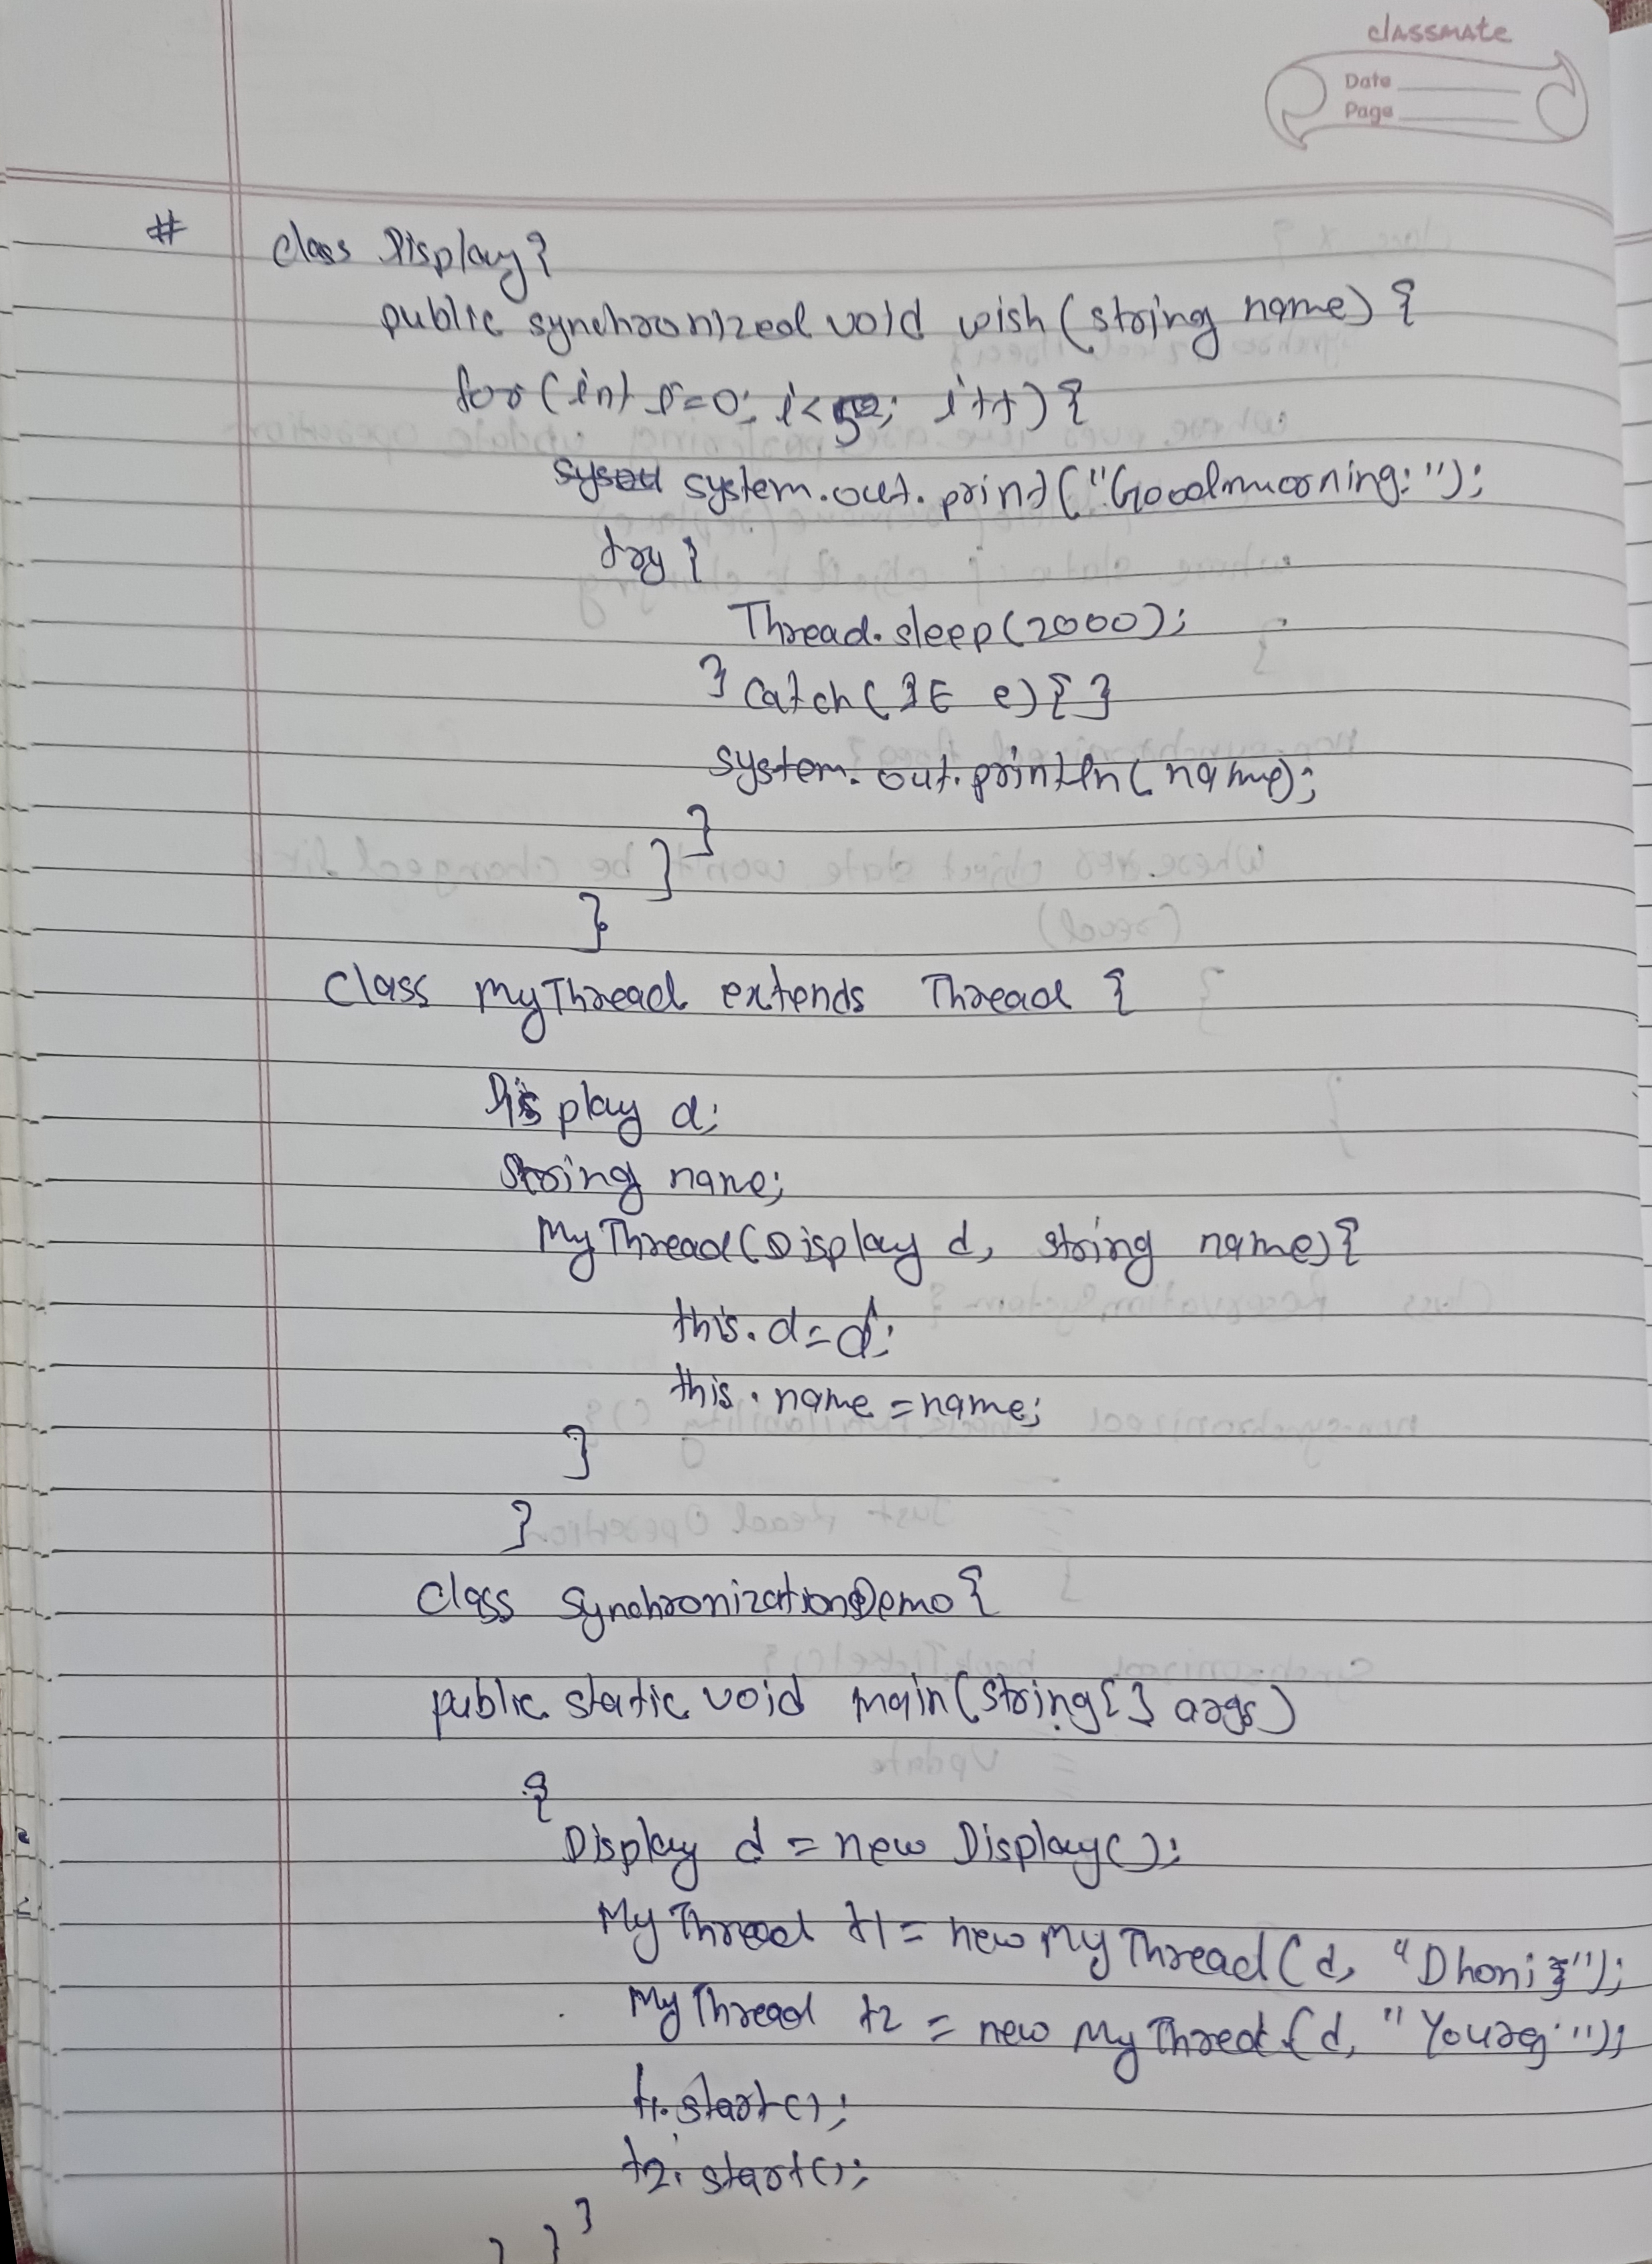 classmate
Date
Page
# class Display{
public synchronized void wish (string name) {
for (int i=0; i<5; i++) {
system.out.print("Goodmuorning:");
try {
Thread.sleep(2000);
} catch (IE e) { }
system.out.println(name);
}
}
}
class myThread extends Thread {
Display d;
String name;
MyThread (Display d, string name) {
this.d=d;
this.name=name;
}
}
class synchronizationDemo {
public static void main (string[] args)
{
Display d = new Display();
MyThread t1 = new MyThread (d, "Dhoni");
MyThread t2 = new MyThread (d, "
t1.start();
t2.start();
}
}
}